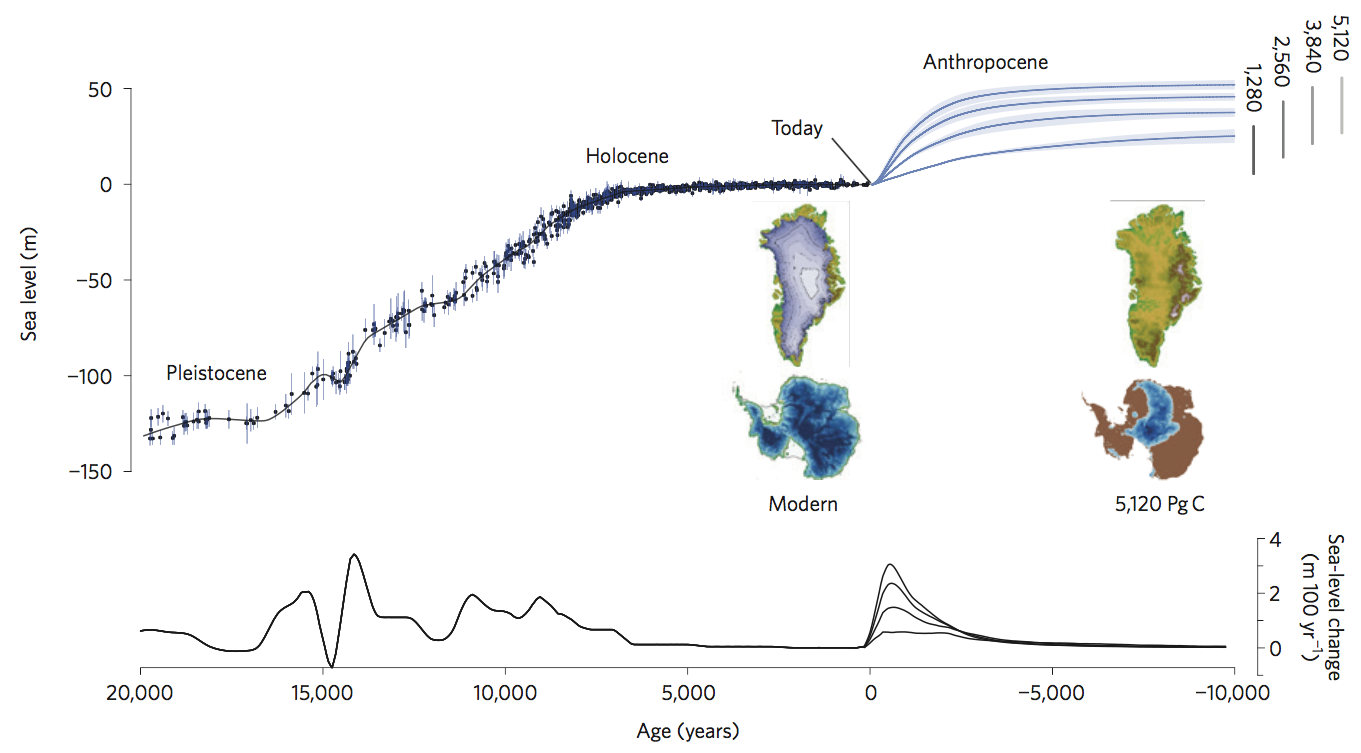 5,120
3,840
2,560
1,280
Anthropocene
50
Today
Holocene
0
Sea level (m)
−50
Pleistocene
−100
−150
Modern
5,120 Pg C
4
2
0
Sea-level change
(m 100 yr⁻¹)
20,000 15,000 10,000 5,000 0 −5,000 −10,000
Age (years)